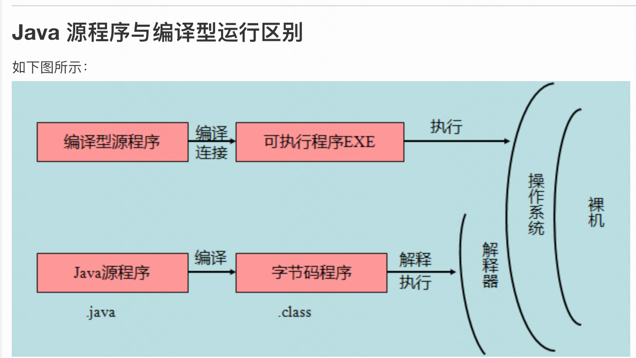 Java 源程序与编译型运行区别
如下图所示：
编译型源程序
编译
连接
可执行程序EXE
执行
操作系统
裸机
Java源程序
编译
字节码程序
解释
执行
解释器
.java
.class